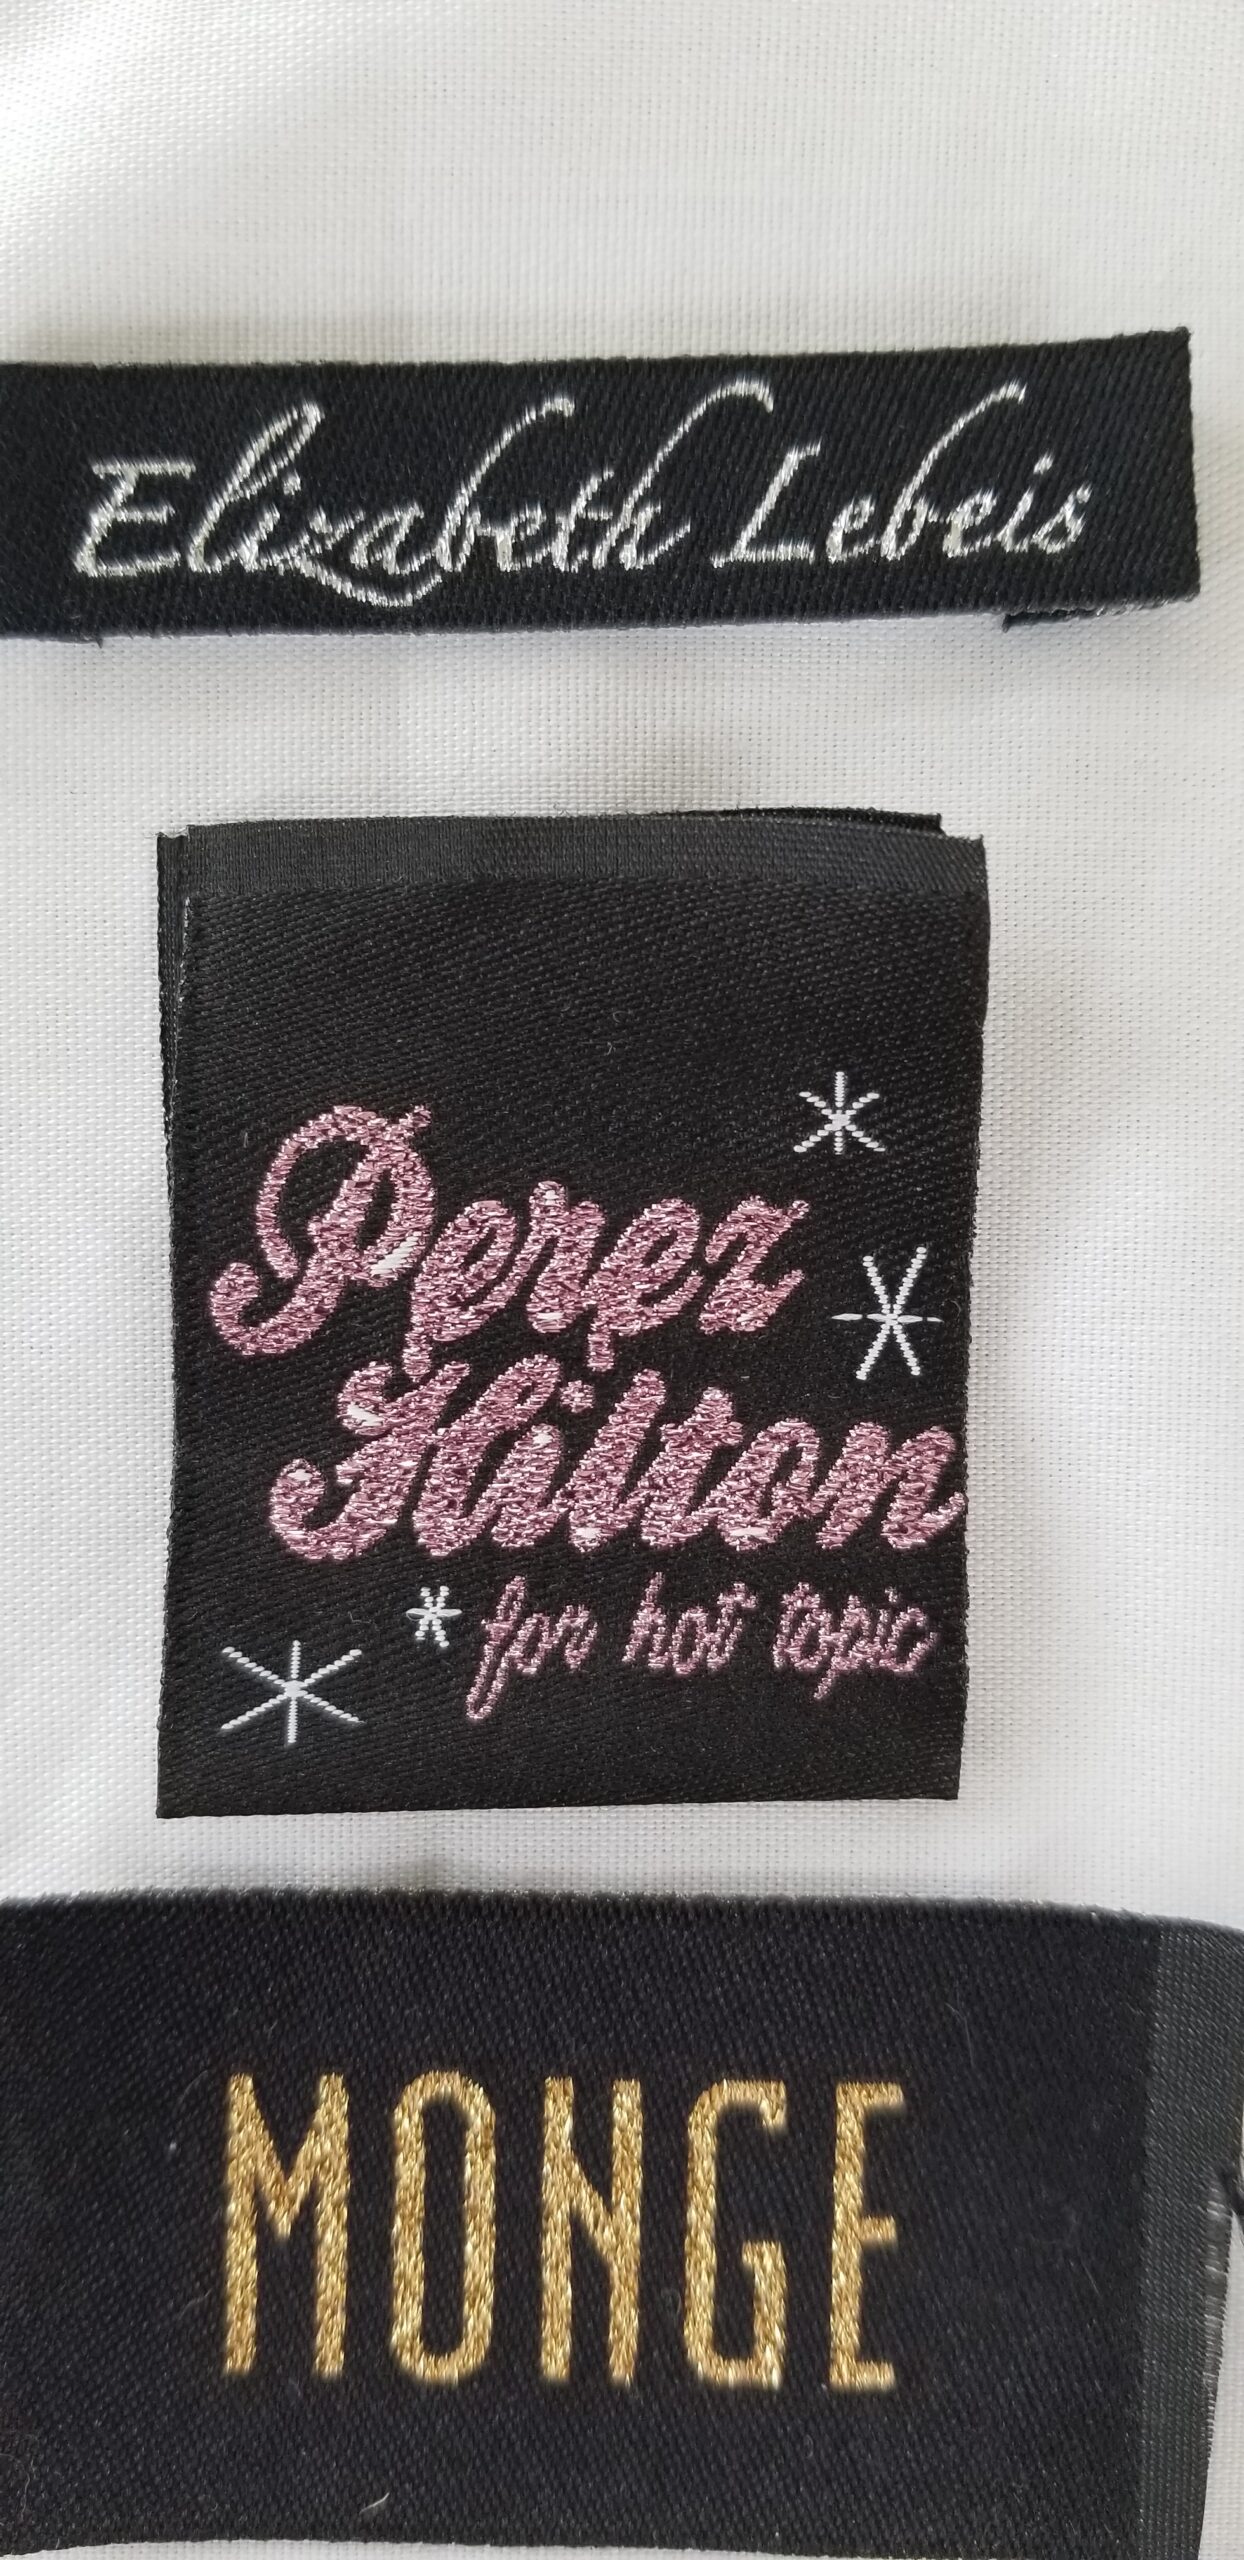 Elizabeth Lebeis
Perez
Hilton
for hot topic
MONGE